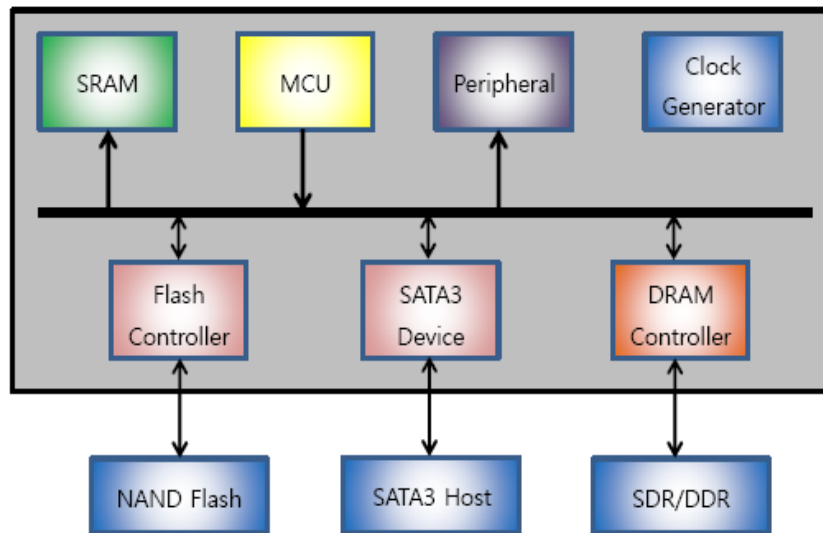 SRAM
MCU
Peripheral
Clock
Generator
Flash
Controller
SATA3
Device
DRAM
Controller
NAND Flash
SATA3 Host
SDR/DDR